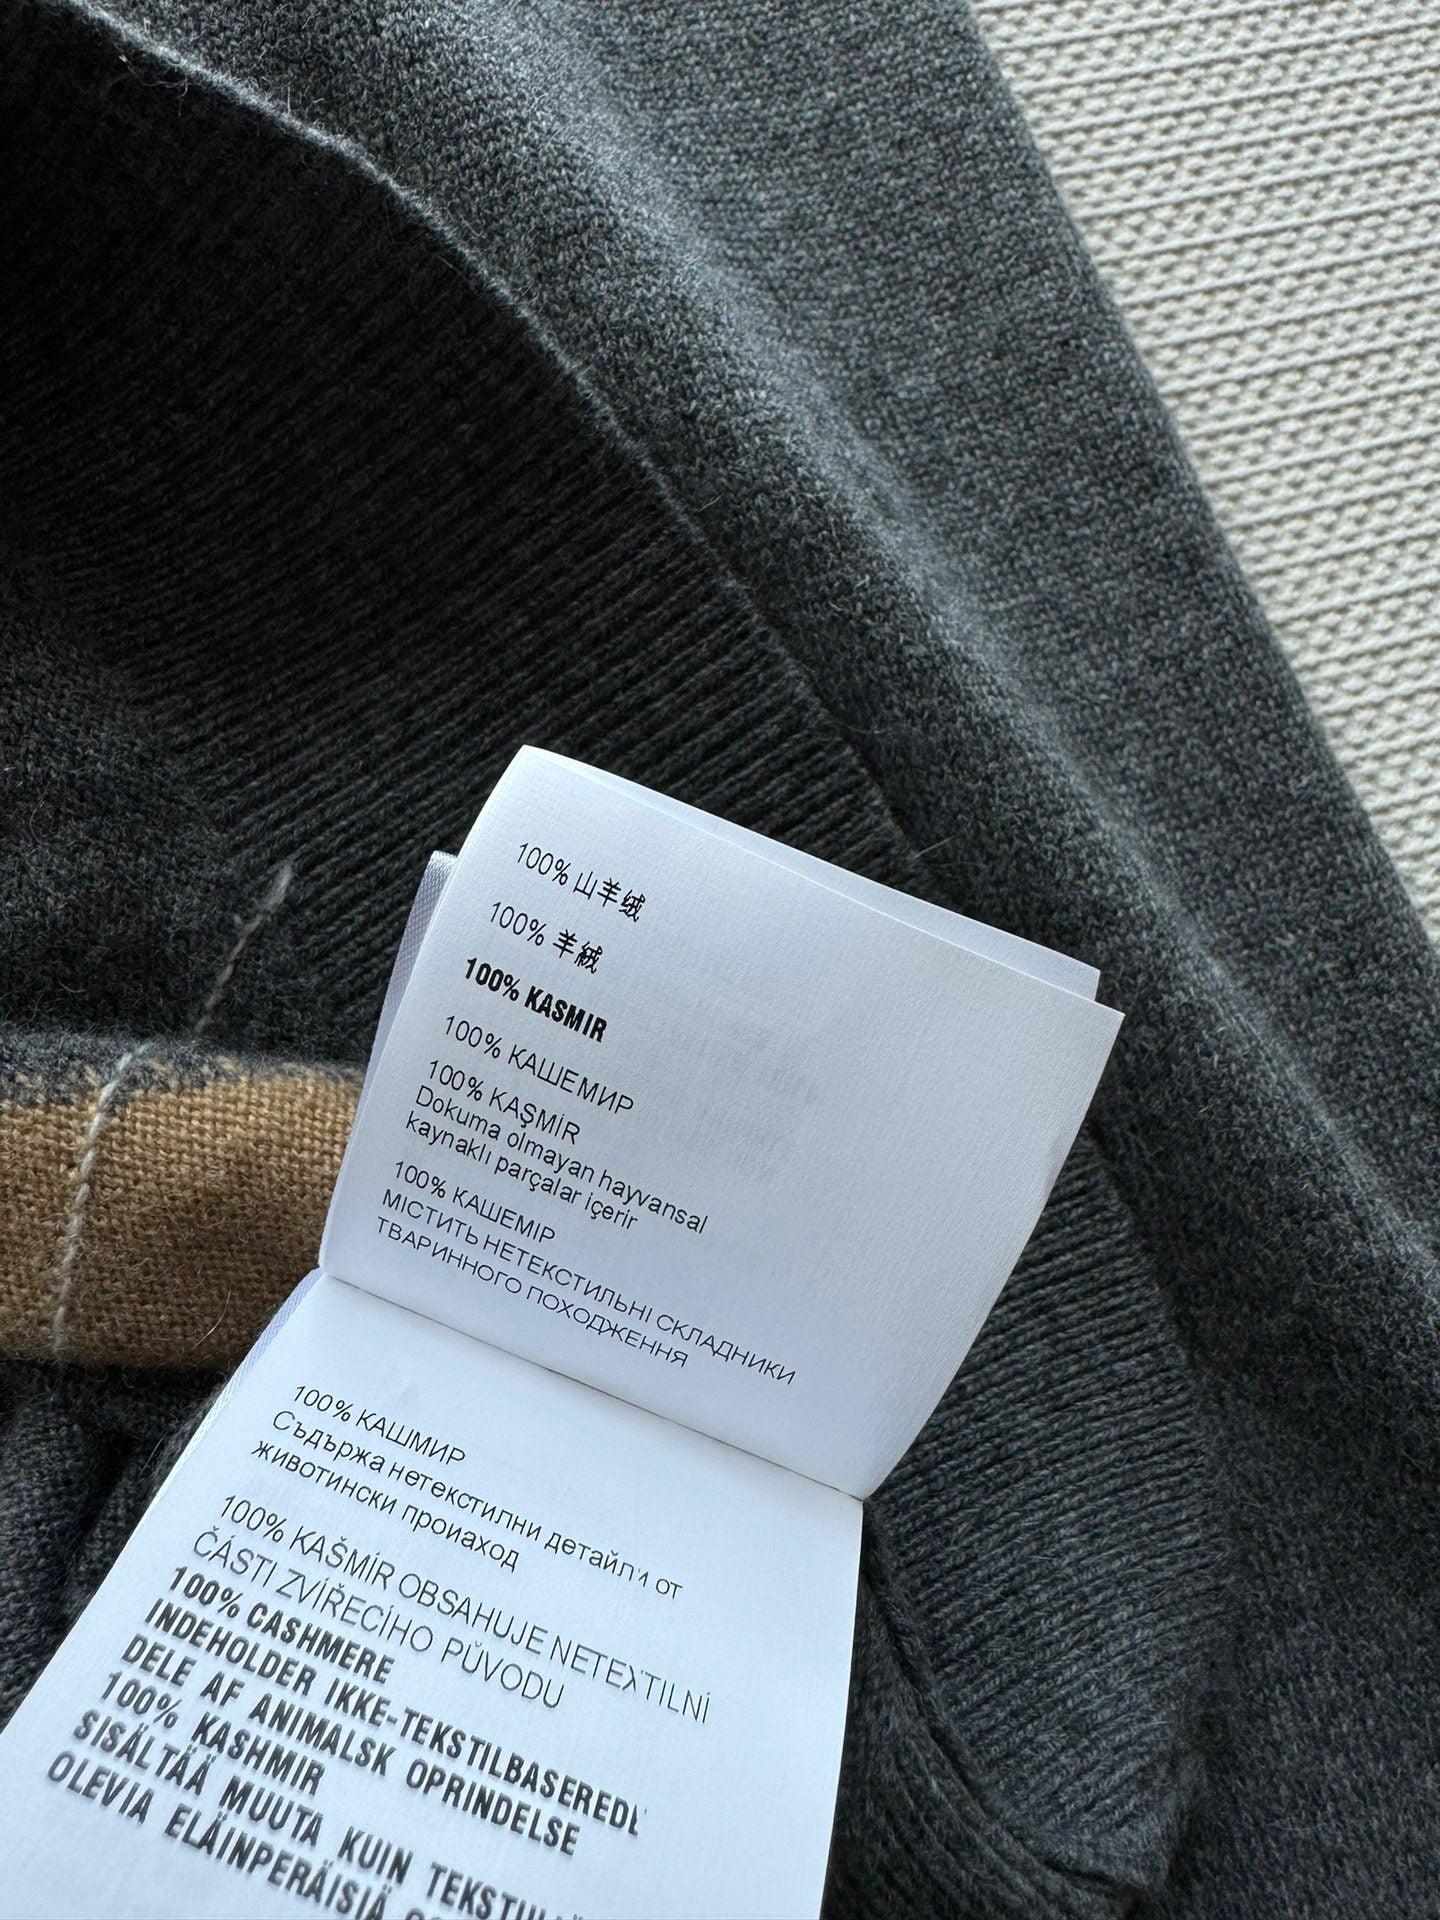 100% 山羊绒
100% 羊絨
100% KASMIR
100% КАШЕМИР
100% KAŞMİR
Dokuma olmayan hayvansal
kaynaklı parçalar içerir
100% КАШЕМІР
МІСТИТЬ НЕТЕКСТИЛЬНІ СКЛАДНИКИ
ТВАРИННОГО ПОХОДЖЕННЯ
100% КАШМИР
Съдържа нетекстилни детайли от
животински произход
100% KAŠMÍR OBSAHUJE NETEXTILNÍ
ČÁSTI ZVÍŘECÍHO PŮVODU
100% CASHMERE
INDEHOLDER IKKE-TEKSTILBASEREDE
DELE AF ANIMALSK OPRINDELSE
100% KASHMIR
SISÄLTÄÄ MUUTA KUIN
OLEVIA ELÄINPERÄISIÄ